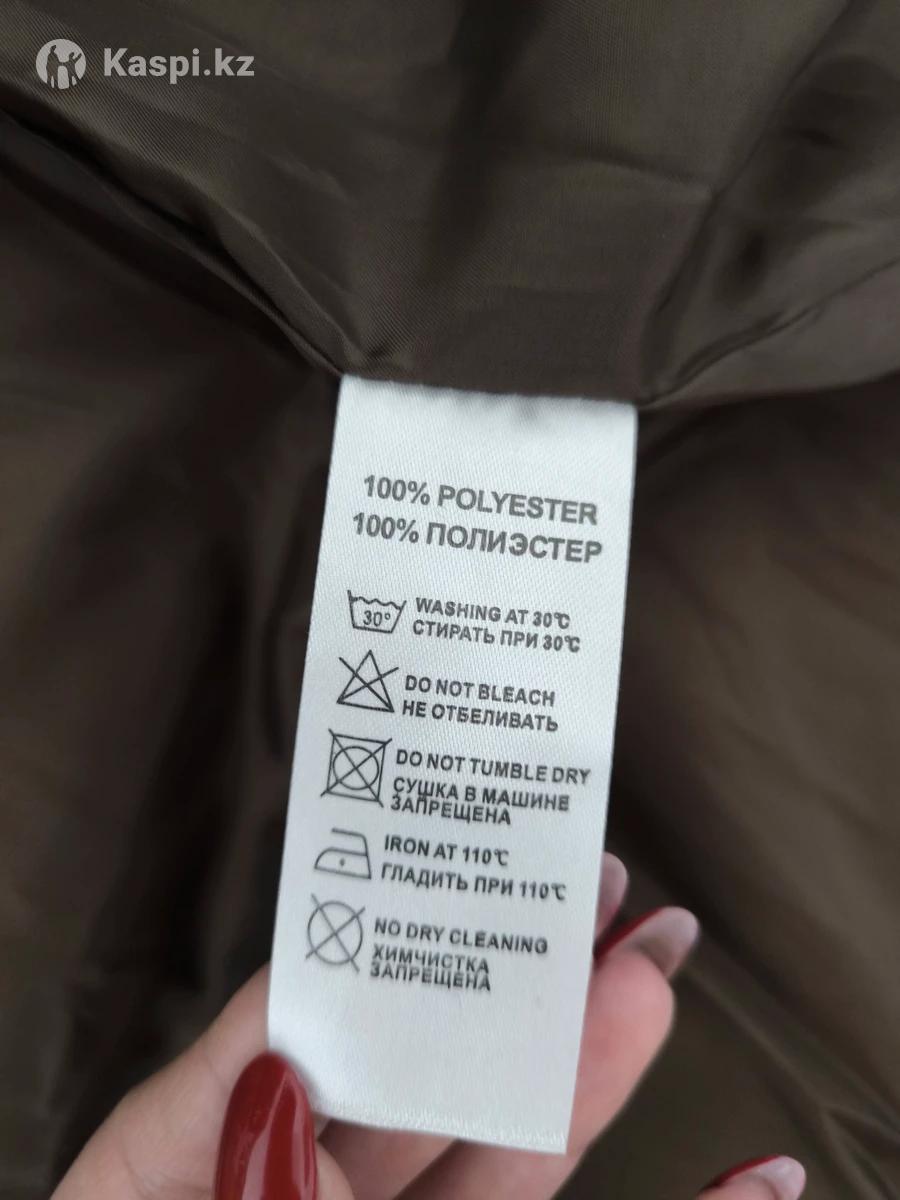 Kaspi.kz
100% POLYESTER
100% ПОЛИЭСТЕР
30°
WASHING AT 30℃
СТИРАТЬ ПРИ 30℃
DO NOT BLEACH
НЕ ОТБЕЛИВАТЬ
DO NOT TUMBLE DRY
СУШКА В МАШИНЕ
ЗАПРЕЩЕНА
IRON AT 110℃
ГЛАДИТЬ ПРИ 110℃
NO DRY CLEANING
ХИМЧИСТКА
ЗАПРЕЩЕНА